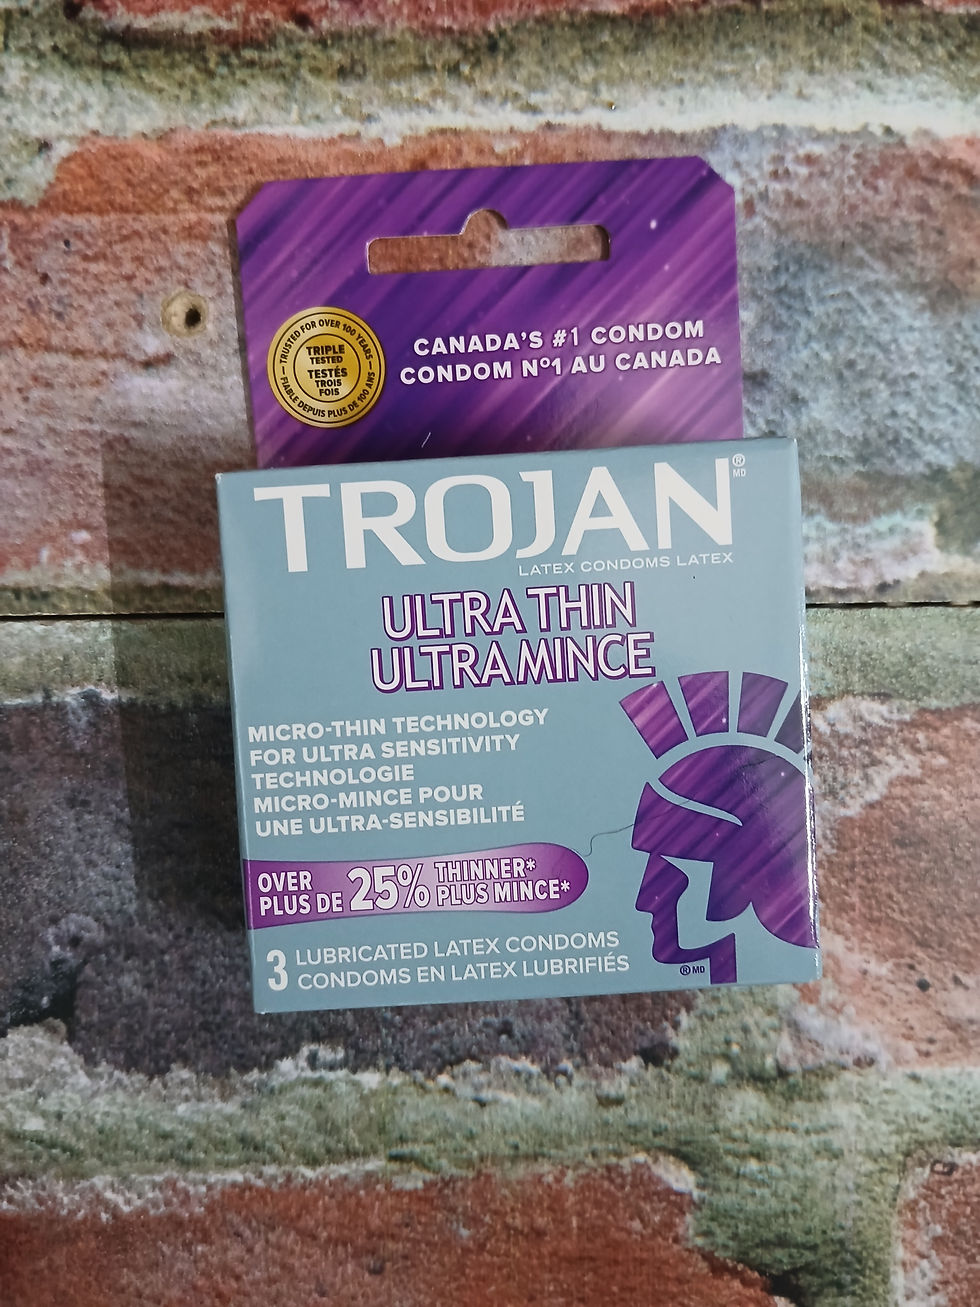 TRUSTED FOR OVER 100 YEARS
TRIPLE
TESTED
TESTÉS
TROIS
FOIS
FIABLE DEPUIS PLUS DE 100 ANS
CANADA'S #1 CONDOM
CONDOM Nº1 AU CANADA
TROJAN
®
MD
LATEX CONDOMS LATEX
ULTRA THIN
ULTRA MINCE
MICRO-THIN TECHNOLOGY
FOR ULTRA SENSITIVITY
TECHNOLOGIE
MICRO-MINCE POUR
UNE ULTRA-SENSIBILITÉ
OVER
PLUS DE
25%
THINNER*
PLUS MINCE*
3
LUBRICATED LATEX CONDOMS
CONDOMS EN LATEX LUBRIFIÉS
® MD